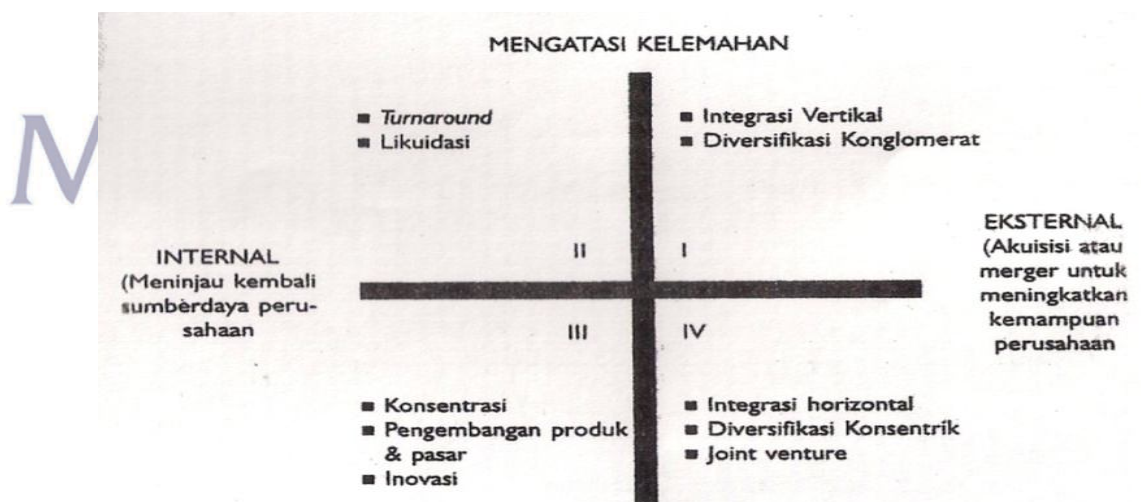 MENGATASI KELEMAHAN
■ Turnaround
■ Likuidasi
■ Integrasi Vertikal
■ Diversifikasi Konglomerat
INTERNAL
(Meninjau kembali
sumberdaya peru-
sahaan
II
I
EKSTERNAL
(Akuisisi atau
merger untuk
meningkatkan
kemampuan
perusahaan
III
IV
■ Konsentrasi
■ Pengembangan produk
& pasar
■ Inovasi
■ Integrasi horizontal
■ Diversifikasi Konsentrik
■ Joint venture